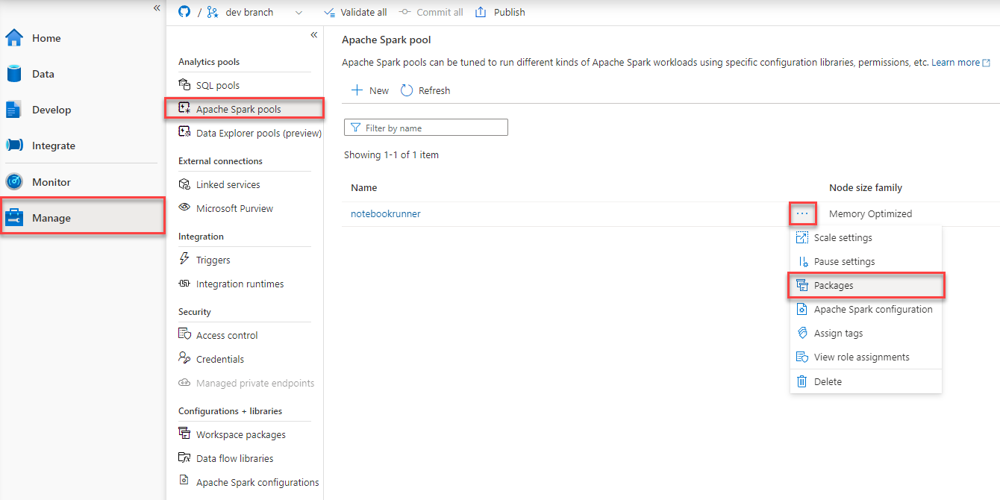 «
Home
Data
Develop
Integrate
Monitor
Manage
/ dev branch
Validate all
Commit all
Publish
«
Analytics pools
SQL pools
Apache Spark pools
Data Explorer pools (preview)
External connections
Linked services
Microsoft Purview
Integration
Triggers
Integration runtimes
Security
Access control
Credentials
Managed private endpoints
Configurations + libraries
Workspace packages
Data flow libraries
Apache Spark configurations
Apache Spark pool
Apache Spark pools can be tuned to run different kinds of Apache Spark workloads using specific configuration libraries, permissions, etc. Learn more
New Refresh
Filter by name
Showing 1-1 of 1 item
Name Node size family
notebookrunner ... Memory Optimized
Scale settings
Pause settings
Packages
Apache Spark configuration
Assign tags
View role assignments
Delete